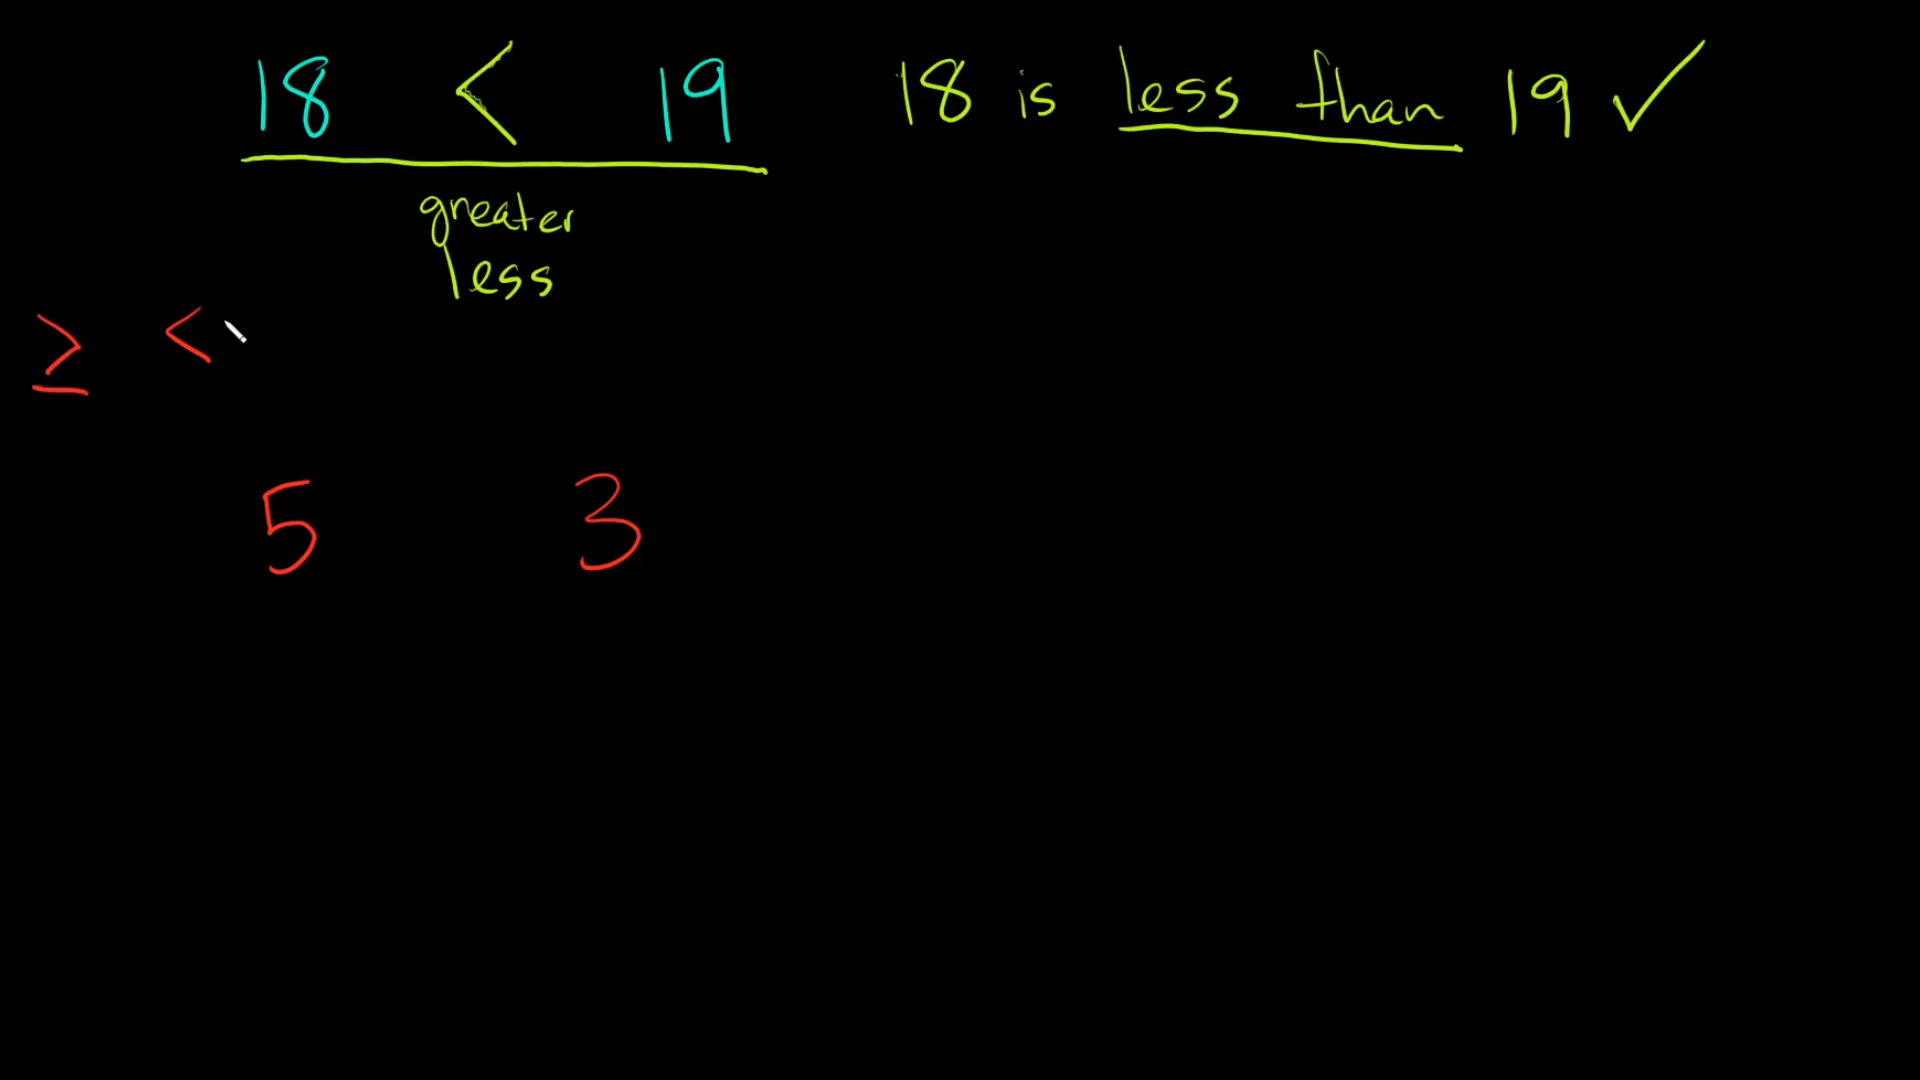 18 < 19 18 is less than 19 ✓
greater
less
≥ <
5 3